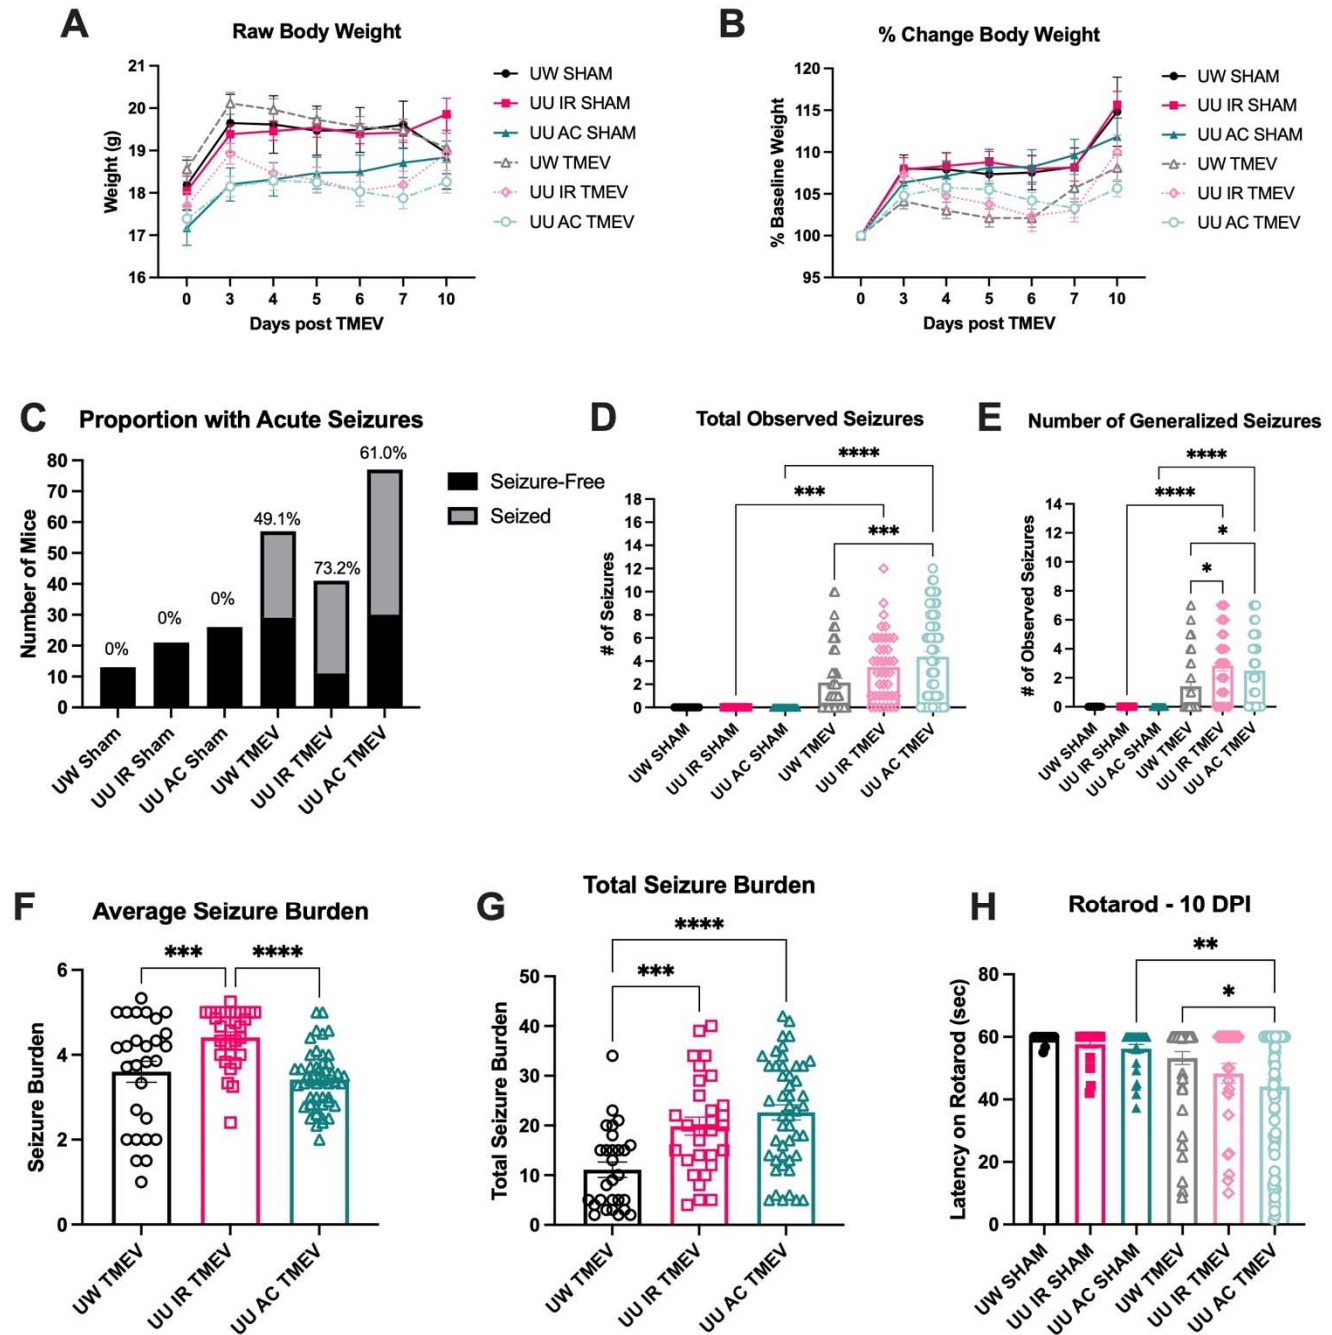 A
Raw Body Weight
Weight (g)
21
20
19
18
17
16
0 3 4 5 6 7 10
Days post TMEV
UW SHAM
UU IR SHAM
UU AC SHAM
UW TMEV
UU IR TMEV
UU AC TMEV
B
% Change Body Weight
% Baseline Weight
120
115
110
105
100
95
0 3 4 5 6 7 10
Days post TMEV
UW SHAM
UU IR SHAM
UU AC SHAM
UW TMEV
UU IR TMEV
UU AC TMEV
C
Proportion with Acute Seizures
Number of Mice
80
70
60
50
40
30
20
10
0
0%
0%
0%
49.1%
73.2%
61.0%
UW Sham
UU IR Sham
UU AC Sham
UW TMEV
UU IR TMEV
UU AC TMEV
Seizure-Free
Seized
D
Total Observed Seizures
# of Seizures
18
16
14
12
10
8
6
4
2
0
****
***
***
UW SHAM
UU IR SHAM
UU AC SHAM
UW TMEV
UU IR TMEV
UU AC TMEV
E
Number of Generalized Seizures
# of Observed Seizures
14
12
10
8
6
4
2
0
****
****
*
*
UW SHAM
UU IR SHAM
UU AC SHAM
UW TMEV
UU IR TMEV
UU AC TMEV
F
Average Seizure Burden
Seizure Burden
6
4
2
0
*** ****
UW TMEV
UU IR TMEV
UU AC TMEV
G
Total Seizure Burden
Total Seizure Burden
50
40
30
20
10
0
****
***
UW TMEV
UU IR TMEV
UU AC TMEV
H
Rotarod - 10 DPI
Latency on Rotarod (sec)
80
60
40
20
0
**
*
UW SHAM
UU IR SHAM
UU AC SHAM
UW TMEV
UU IR TMEV
UU AC TMEV